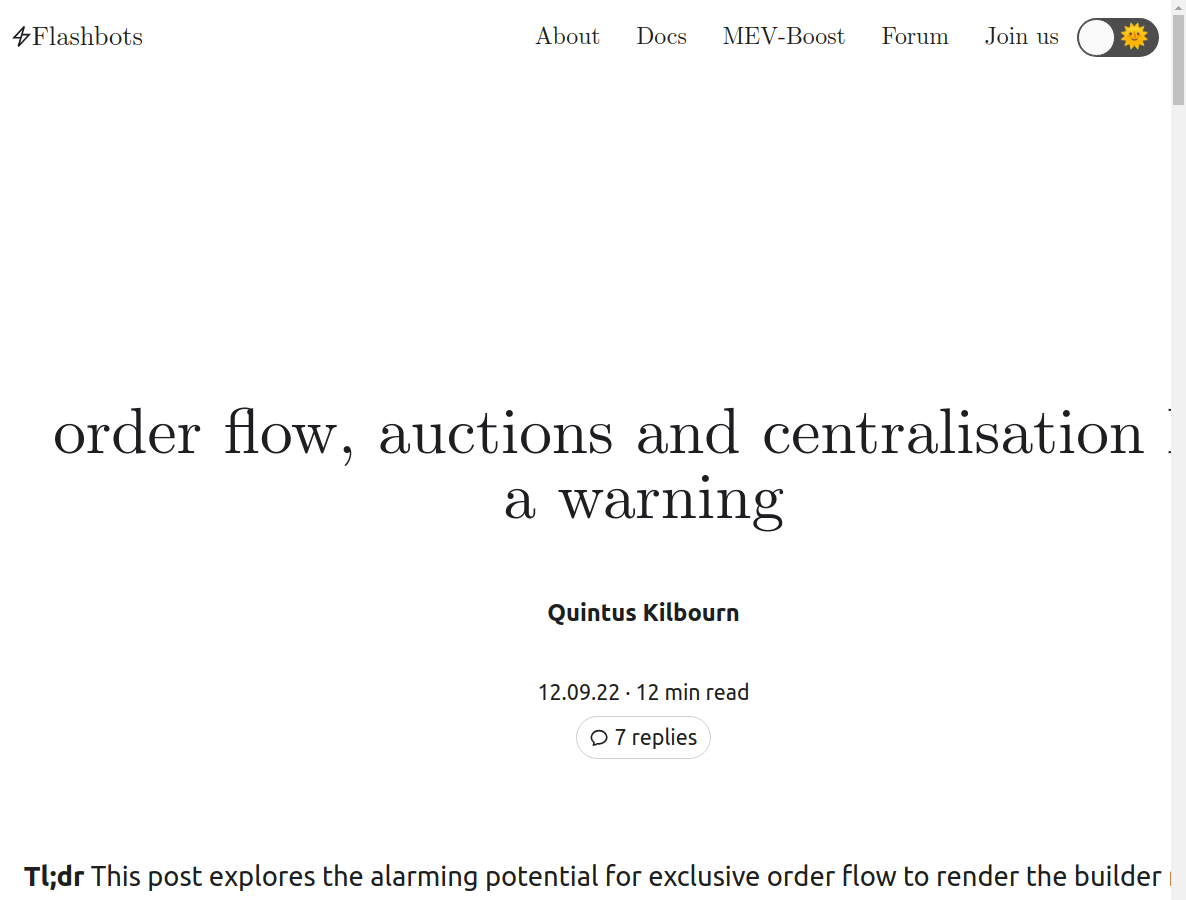 Flashbots
About Docs MEV-Boost Forum Join us
order flow, auctions and centralisation
a warning
Quintus Kilbourn
12.09.22 · 12 min read
7 replies
Tl;dr This post explores the alarming potential for exclusive order flow to render the builder